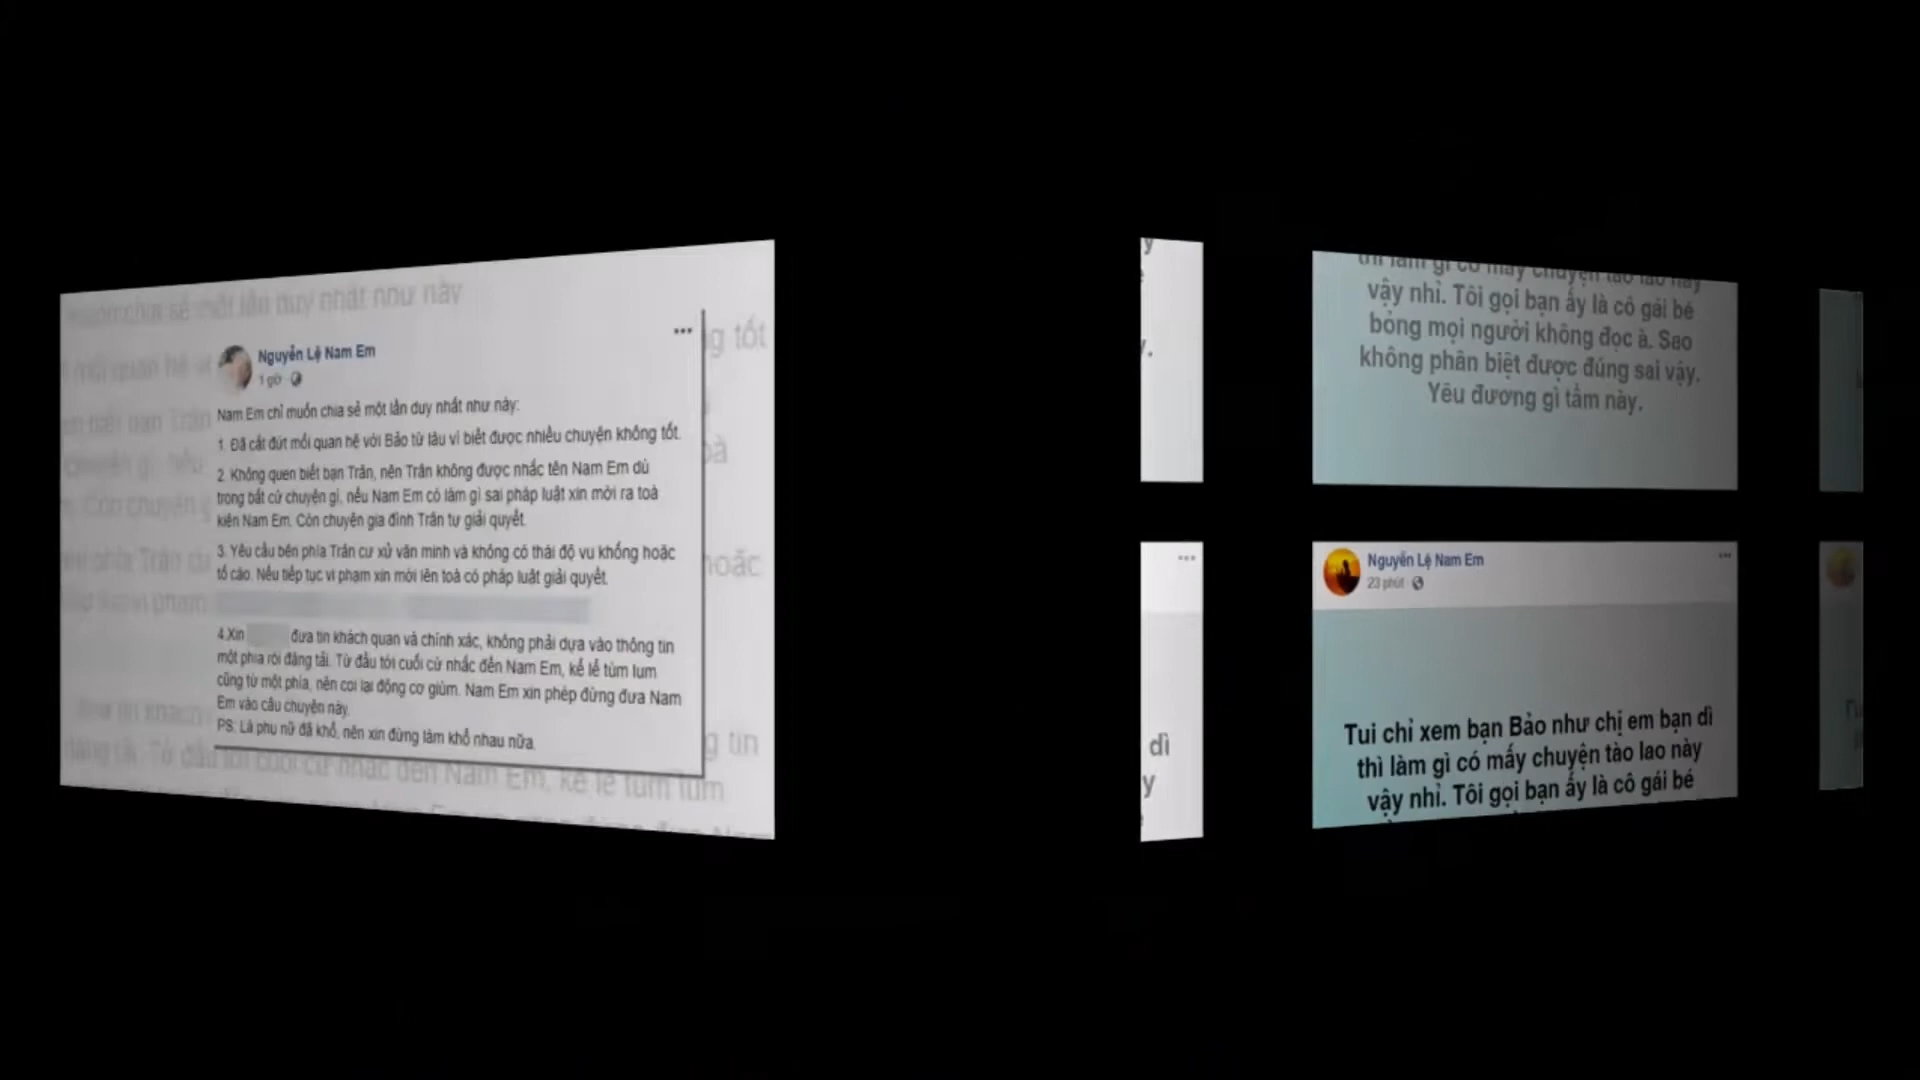 Nguyễn Lệ Nam Em
1 giờ
Nam Em chỉ muốn chia sẻ một lần duy nhất như này:
1. Đã cắt đứt mối quan hệ với Bảo từ lâu vì biết được nhiều chuyện không tốt.
2. Không quen biết bạn Trân, nên Trân không được nhắc tên Nam Em dù
trong bất cứ chuyện gì, nếu Nam Em có làm gì sai pháp luật xin mời ra toà
kiện Nam Em. Còn chuyện gia đình Trân tự giải quyết.
3. Yêu cầu bên phía Trân cư xử văn minh và không có thái độ vu khống hoặc
tố cáo. Nếu tiếp tục vi phạm xin mời lên toà có pháp luật giải quyết.
4.Xin đưa tin khách quan và chính xác, không phải dựa vào thông tin
một phía rồi đăng tải. Từ đầu tới cuối cứ nhắc đến Nam Em, kể lể tùm lum
cũng từ một phía, nên coi lại động cơ giùm. Nam Em xin phép đừng đưa Nam
Em vào câu chuyện này.
PS: Là phụ nữ đã khổ, nên xin đừng làm khổ nhau nữa.
dì
y
thì làm gì có mấy chuyện tào lao này
vậy nhỉ. Tôi gọi bạn ấy là cô gái bé
bỏng mọi người không đọc à. Sao
không phân biệt được đúng sai vậy.
Yêu đương gì tầm này.
Nguyễn Lệ Nam Em
23 phút
Tui chỉ xem bạn Bảo như chị em bạn dì
thì làm gì có mấy chuyện tào lao này
vậy nhỉ. Tôi gọi bạn ấy là cô gái bé